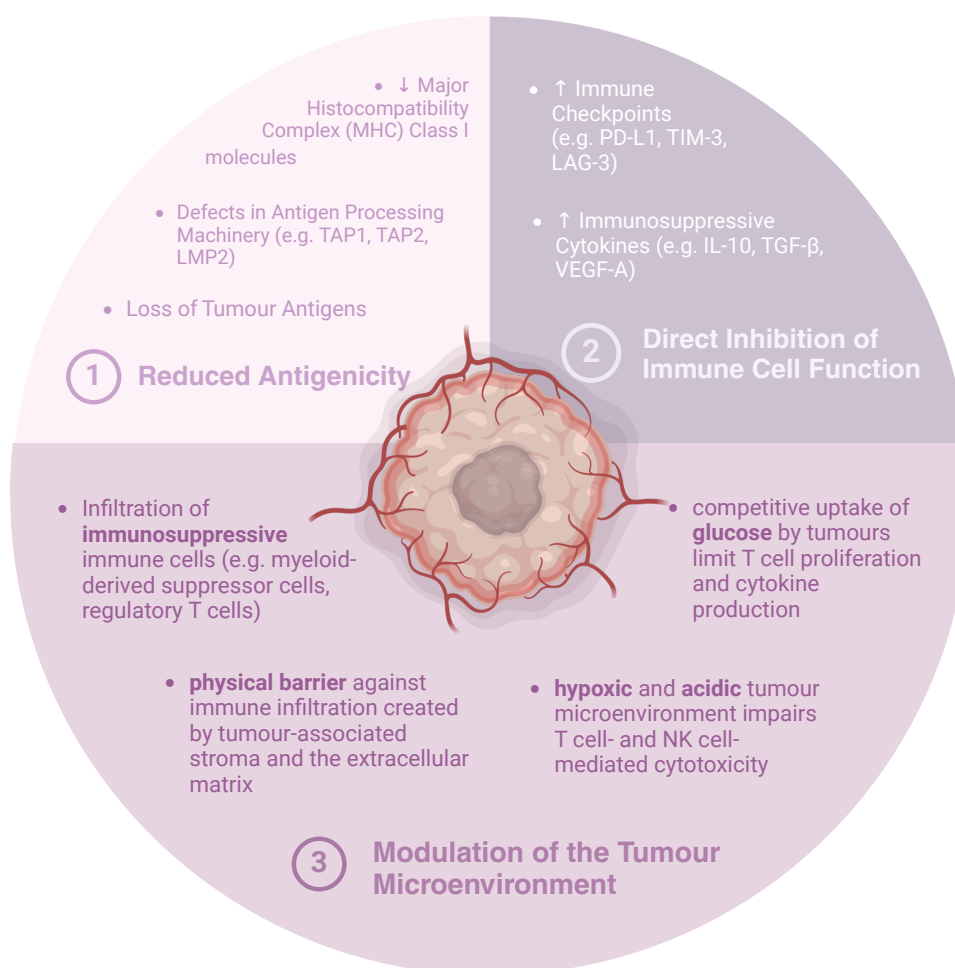 • ↓ Major
Histocompatibility
Complex (MHC) Class I
molecules
• Defects in Antigen Processing
Machinery (e.g. TAP1, TAP2,
LMP2)
• Loss of Tumour Antigens
1 Reduced Antigenicity
• ↑ Immune
Checkpoints
(e.g. PD-L1, TIM-3,
LAG-3)
• ↑ Immunosuppressive
Cytokines (e.g. IL-10, TGF-β,
VEGF-A)
2 Direct Inhibition of
Immune Cell Function
• Infiltration of
immunosuppressive
immune cells (e.g. myeloid-
derived suppressor cells,
regulatory T cells)
• competitive uptake of
glucose by tumours
limit T cell proliferation
and cytokine
production
• physical barrier against
immune infiltration created
by tumour-associated
stroma and the extracellular
matrix
• hypoxic and acidic tumour
microenvironment impairs
T cell- and NK cell-
mediated cytotoxicity
3 Modulation of the Tumour
Microenvironment